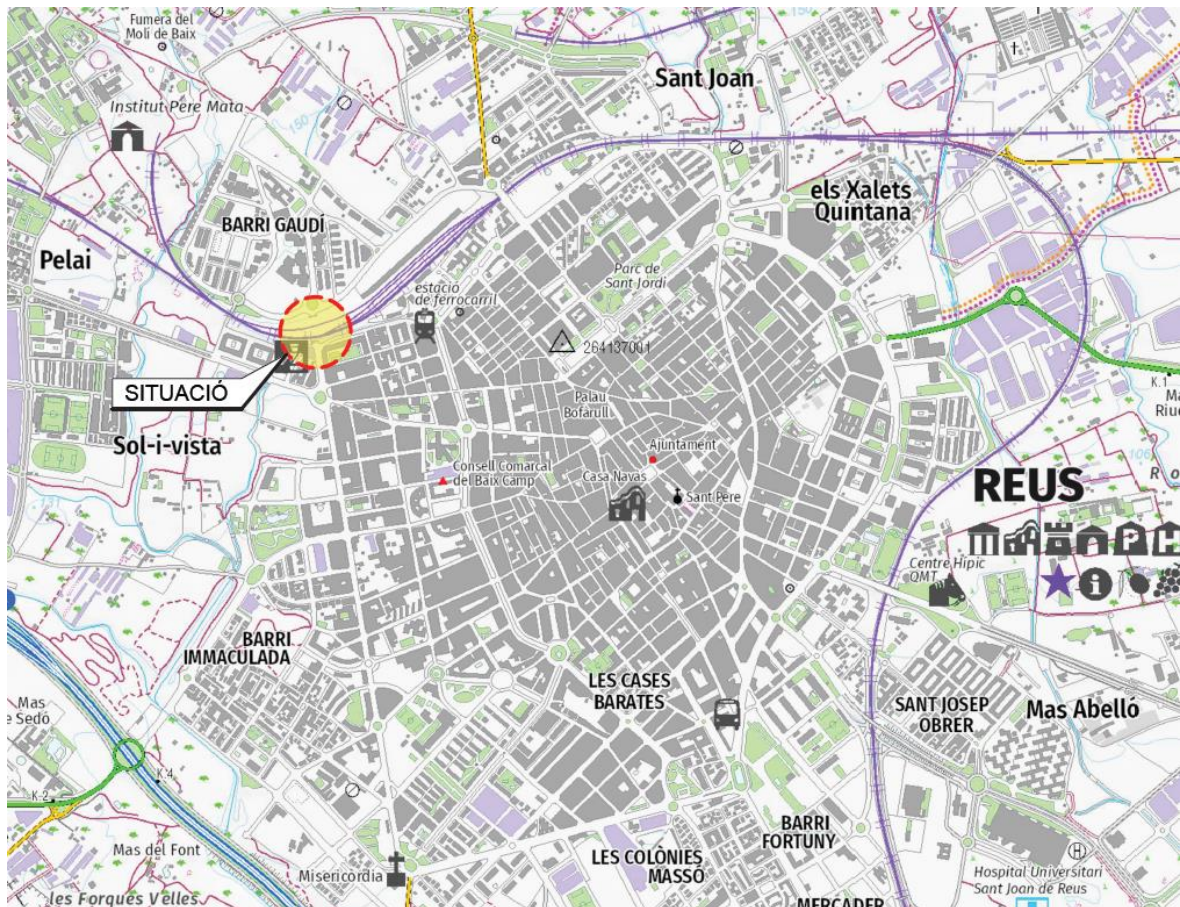 Fumera del
Molí de Baix
Institut Pere Mata
150
BARRI GAUDÍ
Pelai
Sant Joan
els Xalets
Quintana
Parc de
Sant Jordi
estació
de ferrocarril
264137001
SITUACIÓ
Sol-i-vista
Palau
Bofarull
Ajuntament
Consell Comarcal
del Baix Camp
Casa Navàs
Sant Pere
K.1
REUS
106
Centre Hípic
QMT
BARRI
IMMACULADA
LES CASES
BARATES
SANT JOSEP
OBRER
Mas Abelló
Mas
e Sedó
K.4
K-2
Mas del Font
Misericòrdia
les Forques Velles
BARRI
FORTUNY
LES COLÒNIES
MASSÓ
MERCADER
H
Hospital Universitari
Sant Joan de Reus